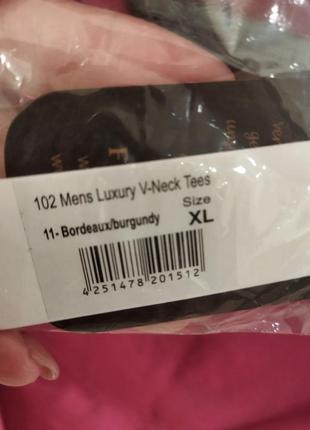 102 Mens Luxury V-Neck Tees
Size
11- Bordeaux/burgundy XL
4251478201512